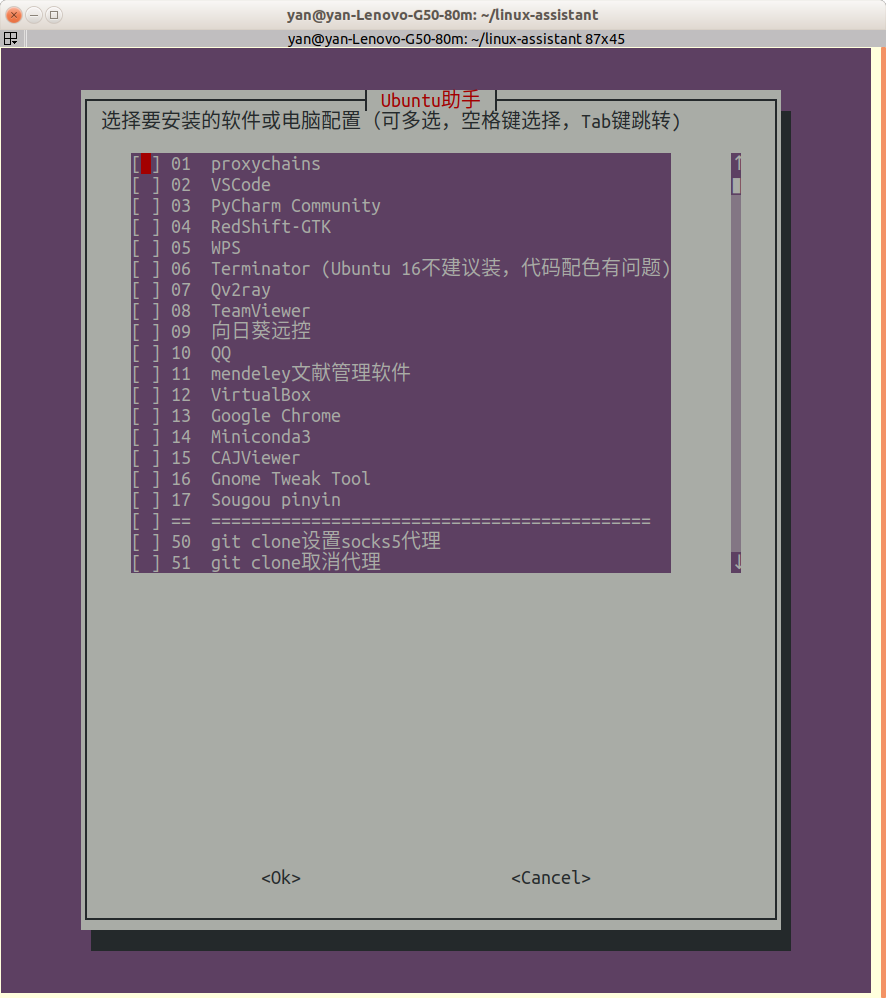 yan@yan-Lenovo-G50-80m: ~/linux-assistant
yan@yan-Lenovo-G50-80m: ~/linux-assistant 87x45
Ubuntu助手
选择要安装的软件或电脑配置（可多选，空格键选择，Tab键跳转）
[ ] 01 proxychains ↑
[ ] 02 VSCode
[ ] 03 PyCharm Community
[ ] 04 RedShift-GTK
[ ] 05 WPS
[ ] 06 Terminator (Ubuntu 16不建议装，代码配色有问题)
[ ] 07 Qv2ray
[ ] 08 TeamViewer
[ ] 09 向日葵远控
[ ] 10 QQ
[ ] 11 mendeley文献管理软件
[ ] 12 VirtualBox
[ ] 13 Google Chrome
[ ] 14 Miniconda3
[ ] 15 CAJViewer
[ ] 16 Gnome Tweak Tool
[ ] 17 Sougou pinyin
[ ] == ============================================
[ ] 50 git clone设置socks5代理
[ ] 51 git clone取消代理 ↓
<Ok> <Cancel>